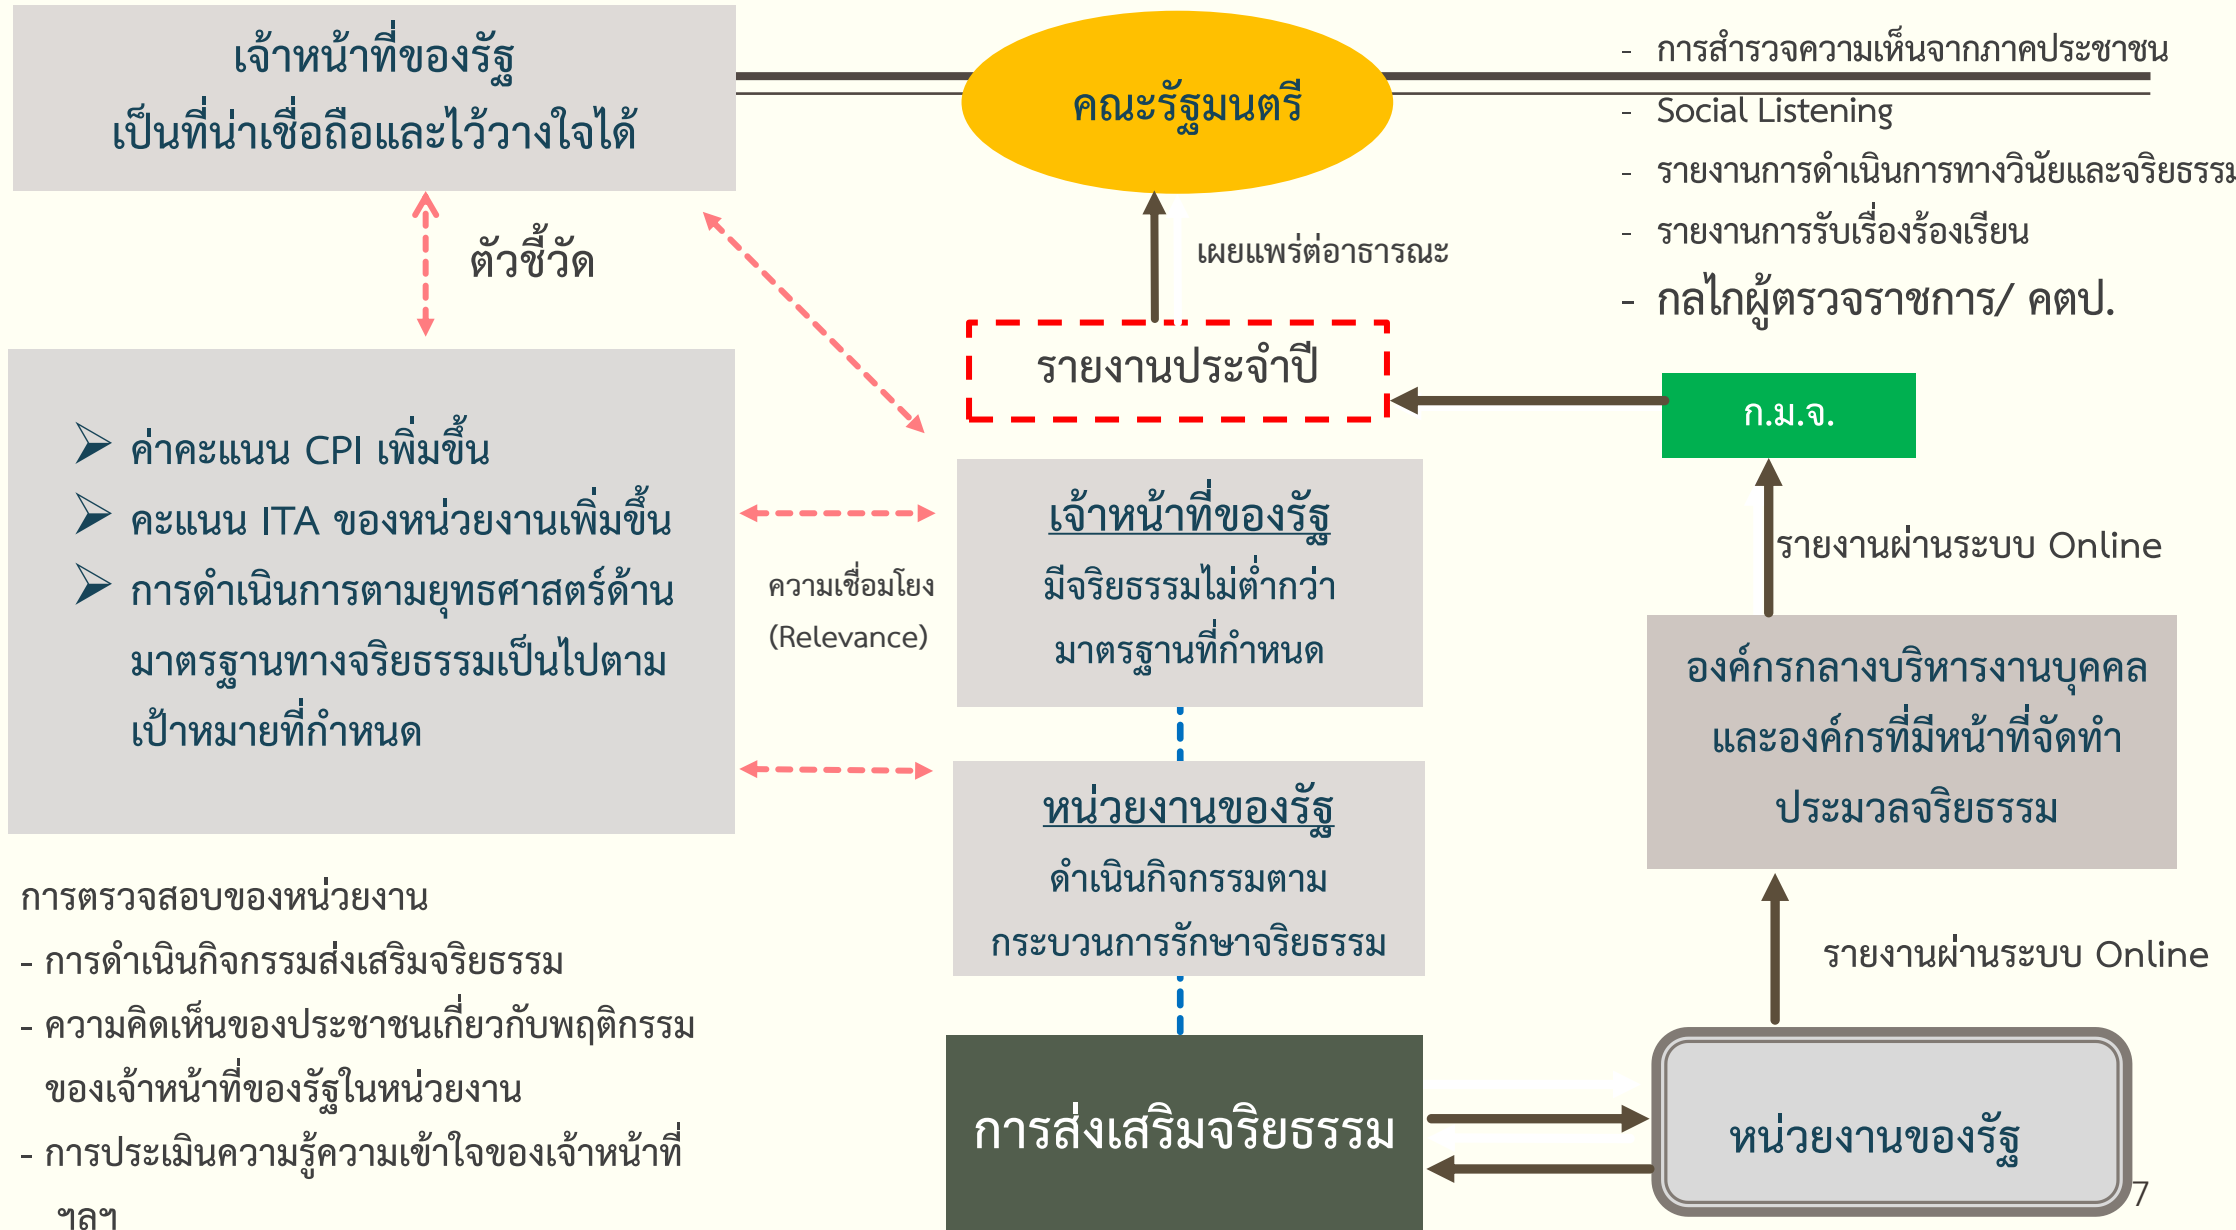 เจ้าหน้าที่ของรัฐ
เป็นที่น่าเชื่อถือและไว้วางใจได้
คณะรัฐมนตรี
- การสำรวจความเห็นจากภาคประชาชน
- Social Listening
- รายงานการดำเนินการทางวินัยและจริยธรรม
- รายงานการรับเรื่องร้องเรียน
- กลไกผู้ตรวจราชการ/ คตป.
ตัวชี้วัด
เผยแพร่ต่อาธารณะ
รายงานประจำปี
ก.ม.จ.
➢ ค่าคะแนน CPI เพิ่มขึ้น
➢ คะแนน ITA ของหน่วยงานเพิ่มขึ้น
➢ การดำเนินการตามยุทธศาสตร์ด้าน
มาตรฐานทางจริยธรรมเป็นไปตาม
เป้าหมายที่กำหนด
ความเชื่อมโยง
(Relevance)
เจ้าหน้าที่ของรัฐ
มีจริยธรรมไม่ต่ำกว่า
มาตรฐานที่กำหนด
รายงานผ่านระบบ Online
องค์กรกลางบริหารงานบุคคล
และองค์กรที่มีหน้าที่จัดทำ
ประมวลจริยธรรม
หน่วยงานของรัฐ
ดำเนินกิจกรรมตาม
กระบวนการรักษาจริยธรรม
รายงานผ่านระบบ Online
การตรวจสอบของหน่วยงาน
- การดำเนินกิจกรรมส่งเสริมจริยธรรม
- ความคิดเห็นของประชาชนเกี่ยวกับพฤติกรรม
ของเจ้าหน้าที่ของรัฐในหน่วยงาน
- การประเมินความรู้ความเข้าใจของเจ้าหน้าที่
ฯลฯ
การส่งเสริมจริยธรรม
หน่วยงานของรัฐ
7